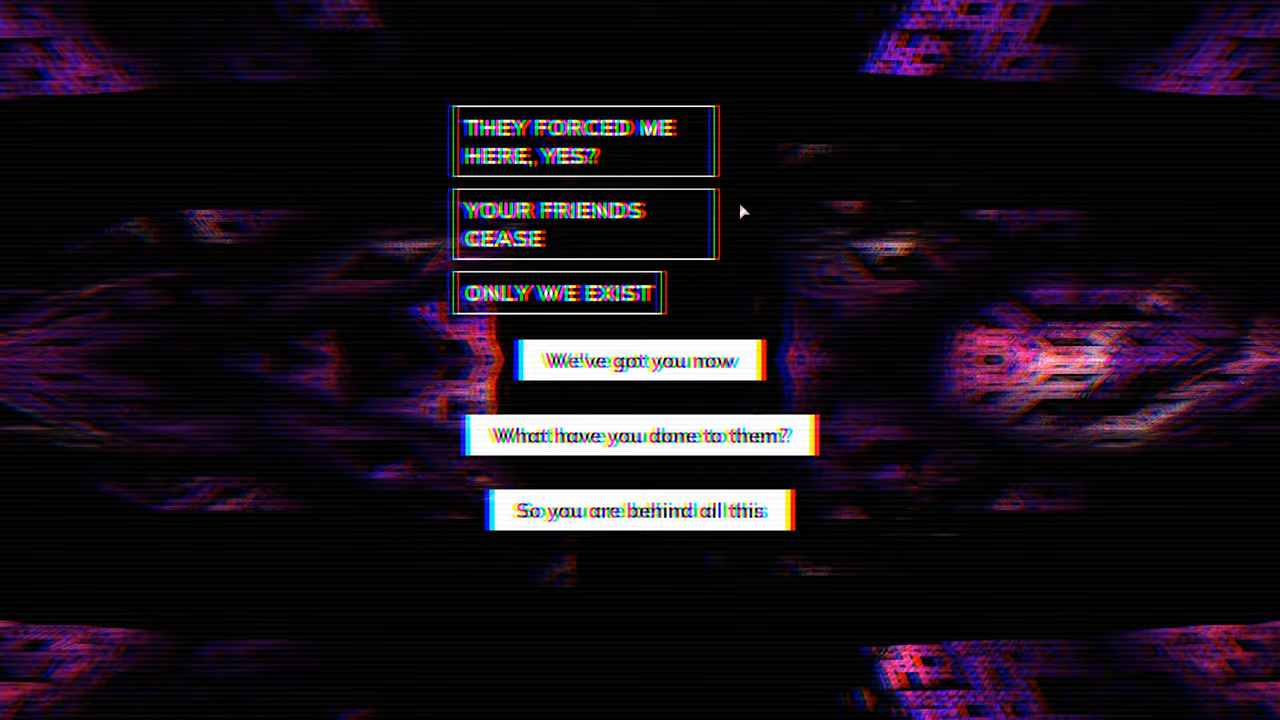 THEY FORCED ME
HERE, YES?
YOUR FRIENDS
CEASE
ONLY WE EXIST
We've got you now
What have you done to them?
So you are behind all this